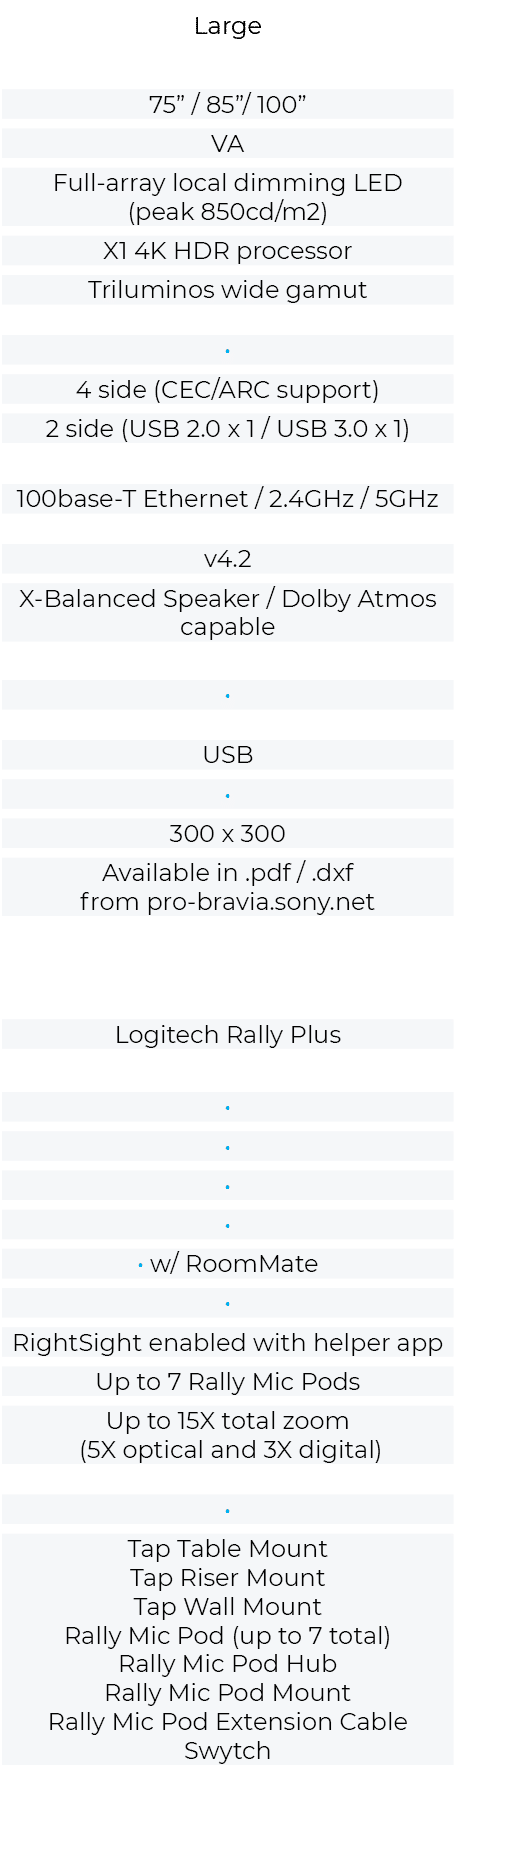 Large
75” / 85”/ 100”
VA
Full-array local dimming LED
(peak 850cd/m2)
X1 4K HDR processor
Triluminos wide gamut
•
4 side (CEC/ARC support)
2 side (USB 2.0 x 1 / USB 3.0 x 1)
100base-T Ethernet / 2.4GHz / 5GHz
v4.2
X-Balanced Speaker / Dolby Atmos
capable
•
USB
•
300 x 300
Available in .pdf / .dxf
from pro-bravia.sony.net
Logitech Rally Plus
•
•
•
•
• w/ RoomMate
•
RightSight enabled with helper app
Up to 7 Rally Mic Pods
Up to 15X total zoom
(5X optical and 3X digital)
•
Tap Table Mount
Tap Riser Mount
Tap Wall Mount
Rally Mic Pod (up to 7 total)
Rally Mic Pod Hub
Rally Mic Pod Mount
Rally Mic Pod Extension Cable
Swytch